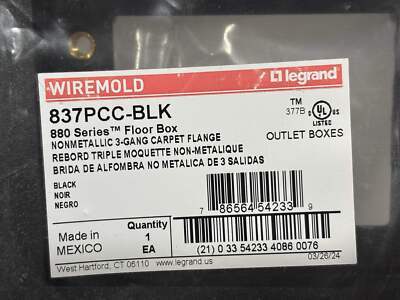 WIREMOLD
legrand
837PCC-BLK
880 Series™ Floor Box
NONMETALLIC 3-GANG CARPET FLANGE
REBORD TRIPLE MOQUETTE NON-METALIQUE
BRIDA DE ALFOMBRA NO METALICA DE 3 SALIDAS
TM
377B
UL
LISTED
OUTLET BOXES
BLACK
NOIR
NEGRO
7 86564 54233 9
Made in
MEXICO
Quantity
1
EA
(21) 0 33 54233 4086 0076
West Hartford, CT 06110 www.legrand.us
03/26/24